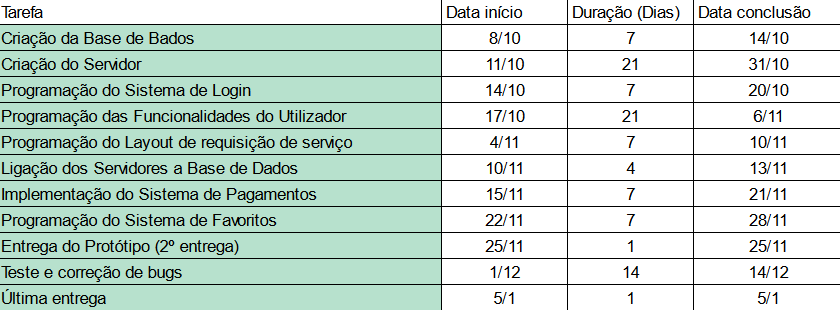 Tarefa Data início Duração (Dias) Data conclusão
Criação da Base de Bados 8/10 7 14/10
Criação do Servidor 11/10 21 31/10
Programação do Sistema de Login 14/10 7 20/10
Programação das Funcionalidades do Utilizador 17/10 21 6/11
Programação do Layout de requisição de serviço 4/11 7 10/11
Ligação dos Servidores a Base de Dados 10/11 4 13/11
Implementação do Sistema de Pagamentos 15/11 7 21/11
Programação do Sistema de Favoritos 22/11 7 28/11
Entrega do Protótipo (2º entrega) 25/11 1 25/11
Teste e correção de bugs 1/12 14 14/12
Última entrega 5/1 1 5/1